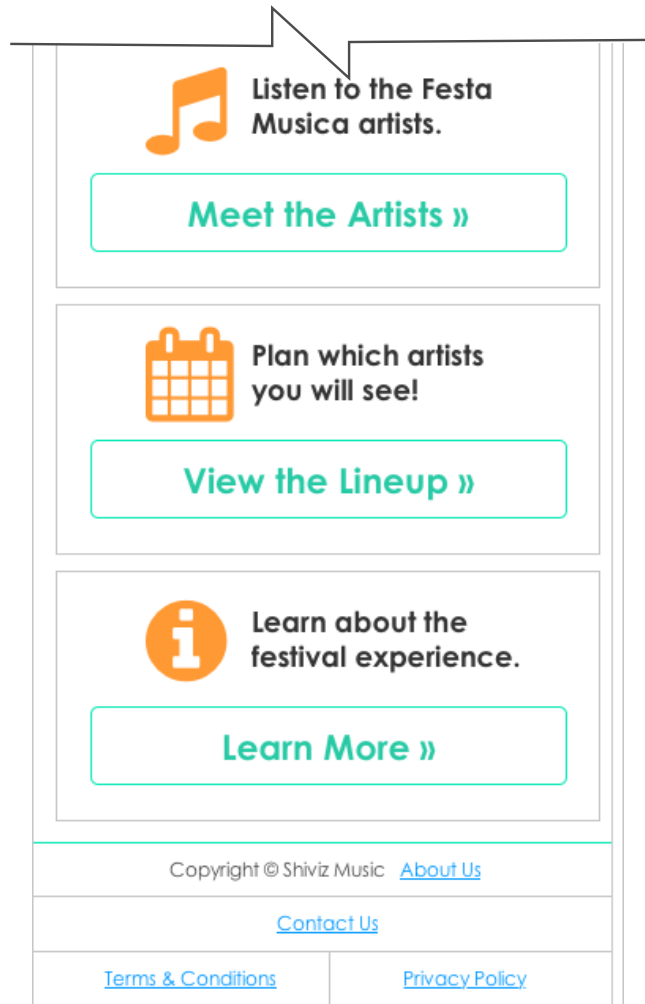 Listen to the Festa
Musica artists.
Meet the Artists »
Plan which artists
you will see!
View the Lineup »
Learn about the
festival experience.
Learn More »
Copyright © Shiviz Music About Us
Contact Us
Terms & Conditions Privacy Policy